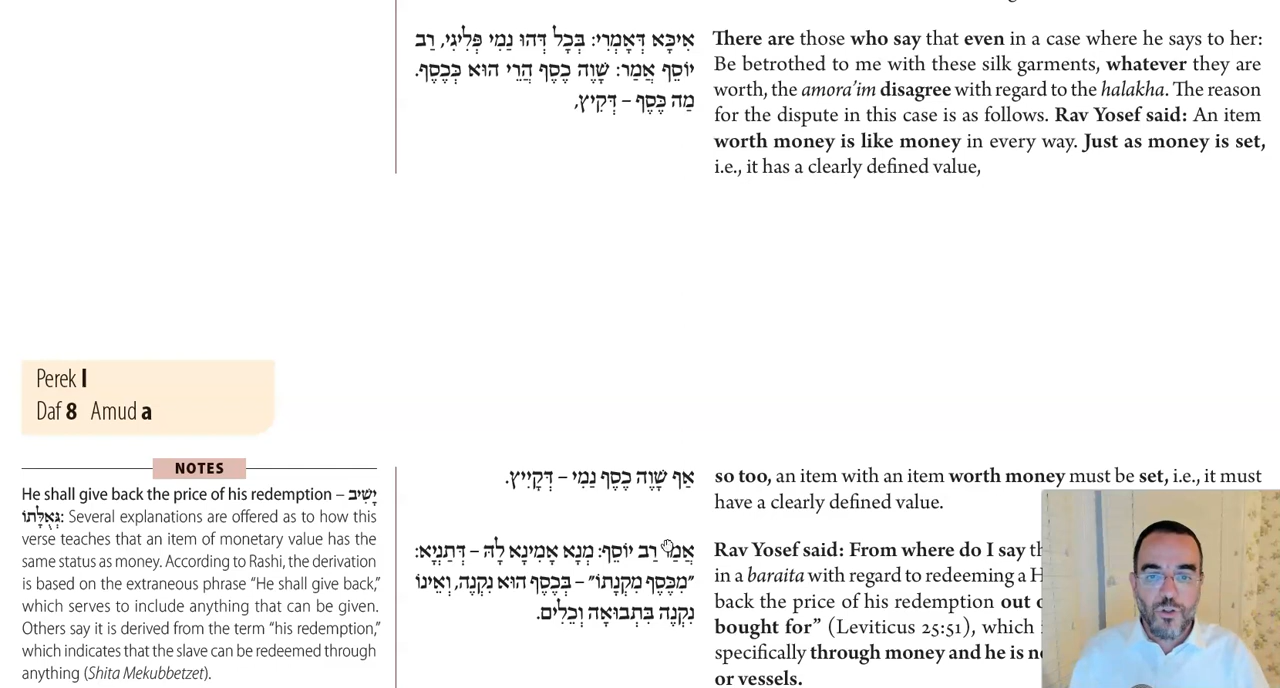 אִיכָּא דְּאָמְרִי: בְּכָל דְּהוּ נַמִי פְּלִיגִי, רַב
יוֹסֵף אֲמַר: שָׁוֶה כֶסֶף הֲרֵי הוּא כְּכֶסֶף.
מַה כֶּסֶף – דְּקִיץ,
There are those who say that even in a case where he says to her:
Be betrothed to me with these silk garments, whatever they are
worth, the amora'im disagree with regard to the halakha. The reason
for the dispute in this case is as follows. Rav Yosef said: An item
worth money is like money in every way. Just as money is set,
i.e., it has a clearly defined value,
Perek I
Daf 8 Amud a
NOTES
He shall give back the price of his redemption – יָשִׁיב
גְּאֻלָּתוֹ: Several explanations are offered as to how this
verse teaches that an item of monetary value has the
same status as money. According to Rashi, the derivation
is based on the extraneous phrase "He shall give back,"
which serves to include anything that can be given.
Others say it is derived from the term "his redemption,"
which indicates that the slave can be redeemed through
anything (Shita Mekubbetzet).
אַף שָׁוֶה כֶסֶף נַמִי – דְּקָיִיץ.
so too, an item with an item worth money must be set, i.e., it must
have a clearly defined value.
רַב יוֹסֵף: מְנָא אָמֵינָא לַהּ – דְּתַנְיָא:
"מִכֶּסֶף מִקְנָתוֹ" – בְּכֶסֶף הוּא נִקְנֶה, וְאֵינוֹ
נִקְנֶה בִּתְבוּאָה וְכֵלִים.
Rav Yosef said: From where do I say
in a baraita with regard to redeeming a
back the price of his redemption
bought for" (Leviticus 25:51), which
specifically through money and he is
or vessels.